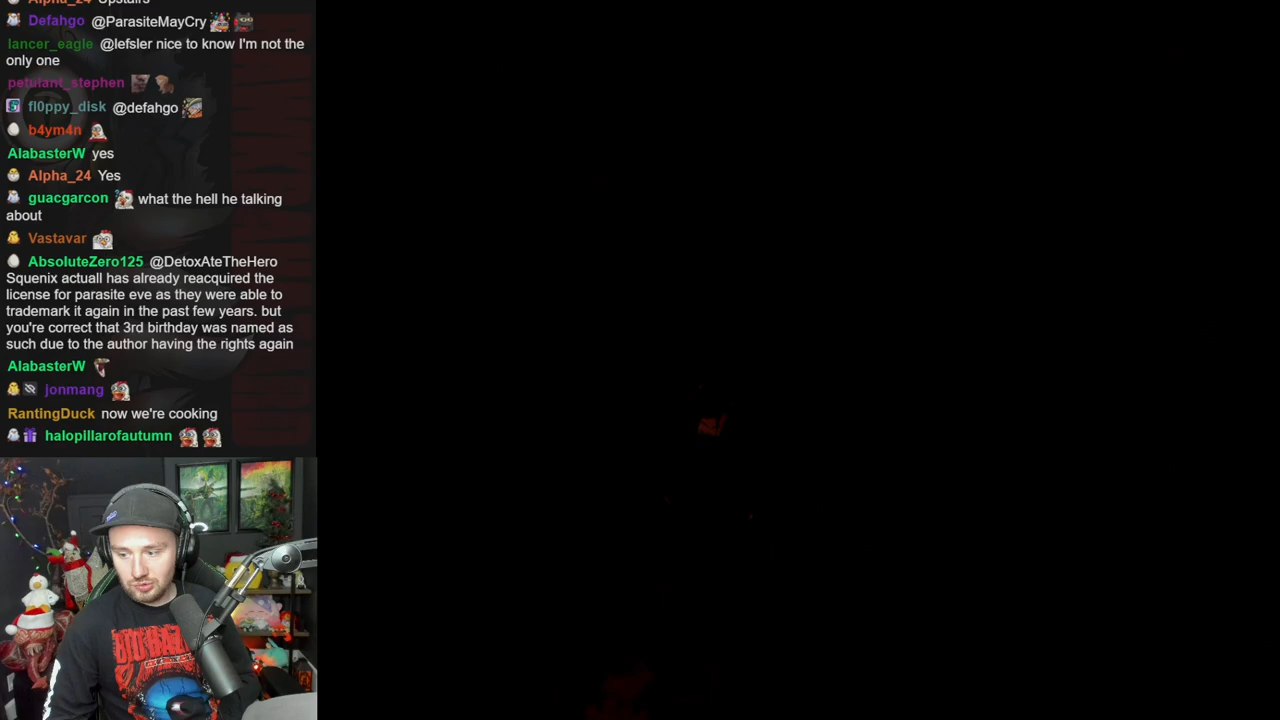 Alpha_24 Upstairs
Defahgo @ParasiteMayCry
lancer_eagle @lefsler nice to know I'm not the
only one
petulant_stephen
fl0ppy_disk @defahgo
b4ym4n
AlabasterW yes
Alpha_24 Yes
guacgarcon what the hell he talking
about
Vastavar
AbsoluteZero125 @DetoxAteTheHero
Squenix actuall has already reacquired the
license for parasite eve as they were able to
trademark it again in the past few years. but
you're correct that 3rd birthday was named as
such due to the author having the rights again
AlabasterW
jonmang
RantingDuck now we're cooking
halopillarofautumn